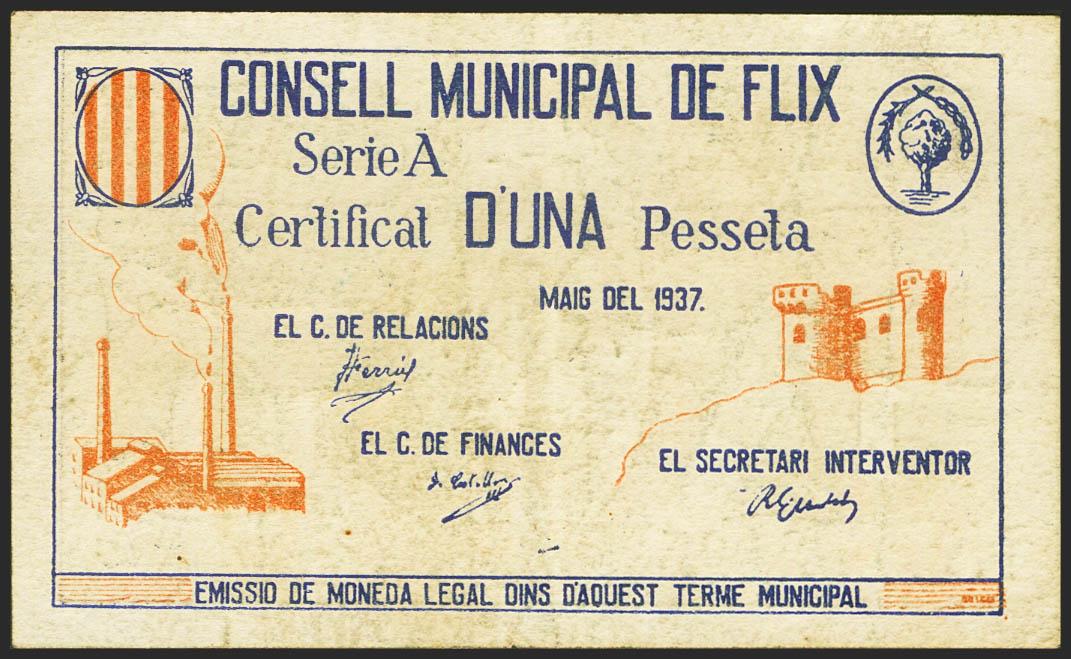 CONSELL MUNICIPAL DE FLIX
Serie A
Certificat D'UNA Pesseta
MAIG DEL 1937.
EL C. DE RELACIONS
EL C. DE FINANCES
EL SECRETARI INTERVENTOR
EMISSIO DE MONEDA LEGAL DINS D'AQUEST TERME MUNICIPAL